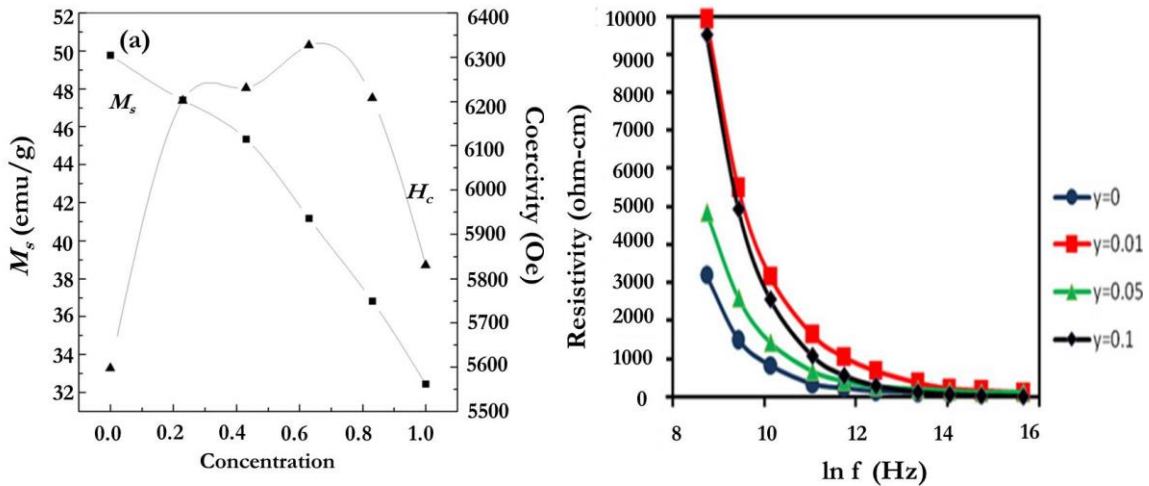 (a)
M_s
H_c
52
50
48
46
44
42
40
38
36
34
32
M_s (emu/g)
6400
6300
6200
6100
6000
5900
5800
5700
5600
5500
Coercivity (Oe)
0.0 0.2 0.4 0.6 0.8 1.0
Concentration
10000
9000
8000
7000
6000
5000
4000
3000
2000
1000
0
Resistivity (ohm-cm)
8 10 12 14 16
ln f (Hz)
y=0
y=0.01
y=0.05
y=0.1